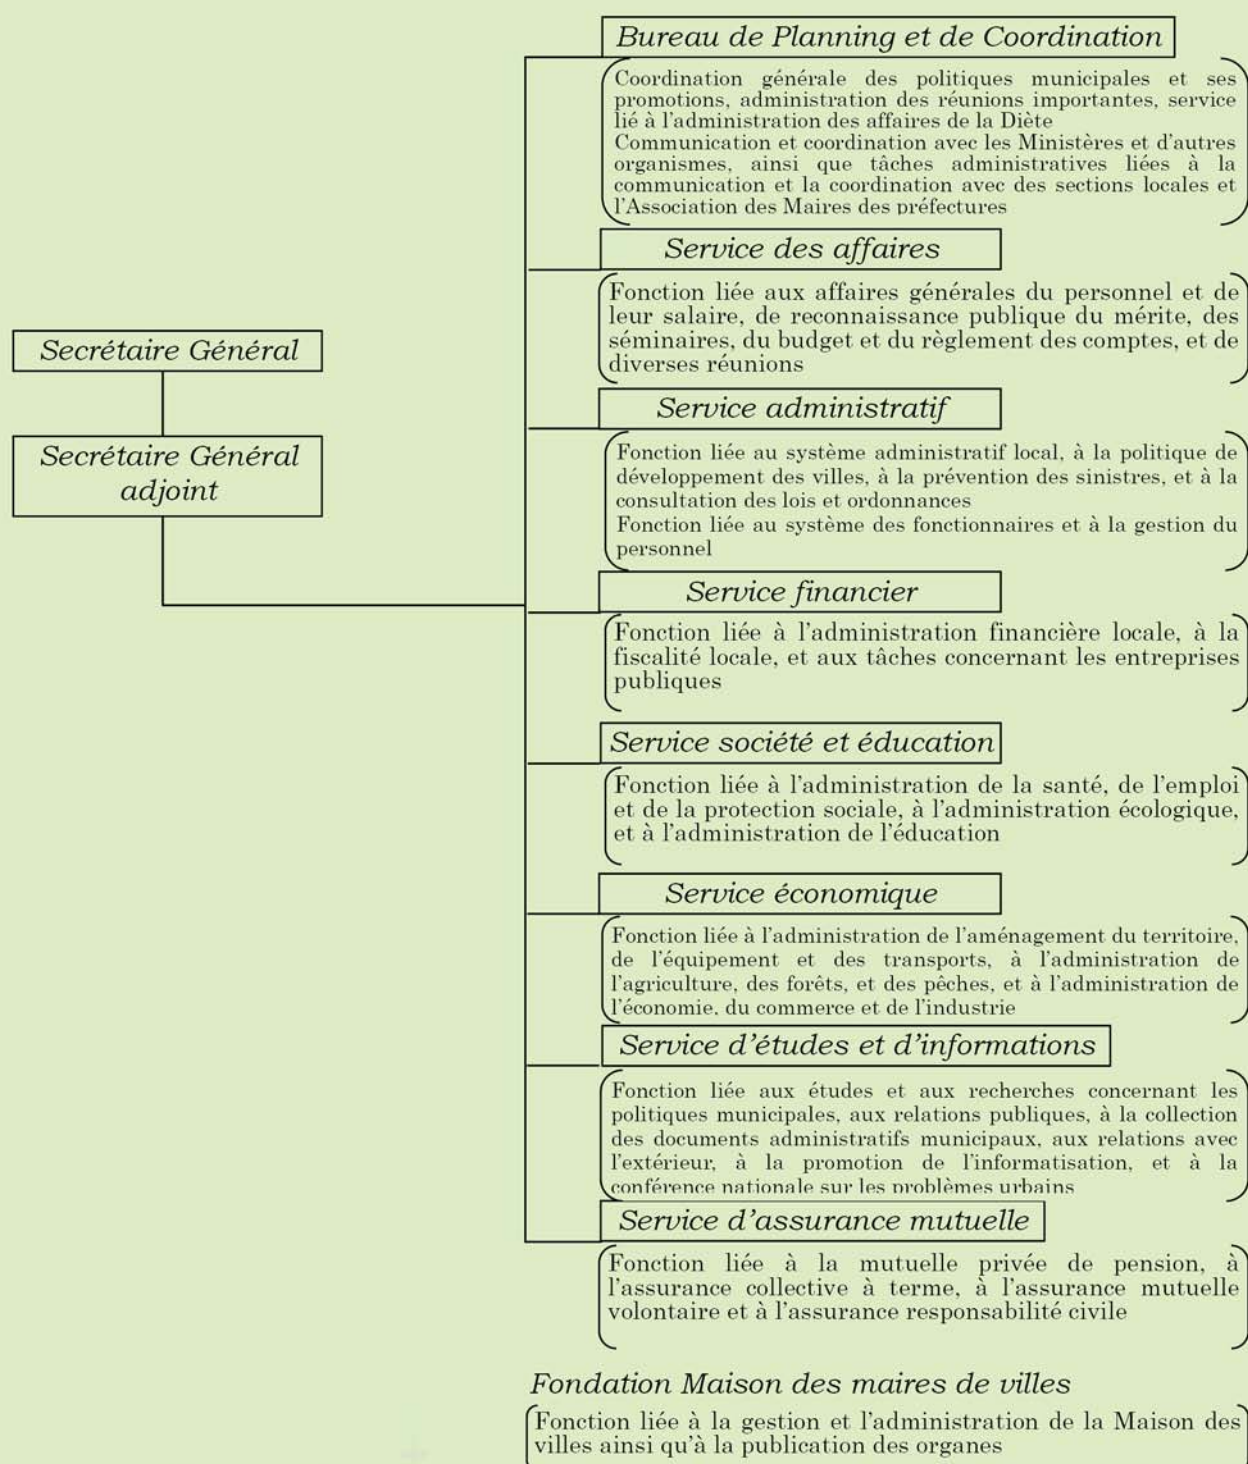 Secrétaire Général
Secrétaire Général
adjoint
Bureau de Planning et de Coordination
Coordination générale des politiques municipales et ses
promotions, administration des réunions importantes, service
lié à l'administration des affaires de la Diète
Communication et coordination avec les Ministères et d'autres
organismes, ainsi que tâches administratives liées à la
communication et la coordination avec des sections locales et
l'Association des Maires des préfectures
Service des affaires
Fonction liée aux affaires générales du personnel et de
leur salaire, de reconnaissance publique du mérite, des
séminaires, du budget et du règlement des comptes, et de
diverses réunions
Service administratif
Fonction liée au système administratif local, à la politique de
développement des villes, à la prévention des sinistres, et à la
consultation des lois et ordonnances
Fonction liée au système des fonctionnaires et à la gestion du
personnel
Service financier
Fonction liée à l'administration financière locale, à la
fiscalité locale, et aux tâches concernant les entreprises
publiques
Service société et éducation
Fonction liée à l'administration de la santé, de l'emploi
et de la protection sociale, à l'administration écologique,
et à l'administration de l'éducation
Service économique
Fonction liée à l'administration de l'aménagement du territoire,
de l'équipement et des transports, à l'administration de
l'agriculture, des forêts, et des pêches, et à l'administration de
l'économie, du commerce et de l'industrie
Service d'études et d'informations
Fonction liée aux études et aux recherches concernant les
politiques municipales, aux relations publiques, à la collection
des documents administratifs municipaux, aux relations avec
l'extérieur, à la promotion de l'informatisation, et à la
conférence nationale sur les problèmes urbains
Service d'assurance mutuelle
Fonction liée à la mutuelle privée de pension, à
l'assurance collective à terme, à l'assurance mutuelle
volontaire et à l'assurance responsabilité civile
Fondation Maison des maires de villes
Fonction liée à la gestion et l'administration de la Maison des
villes ainsi qu'à la publication des organes